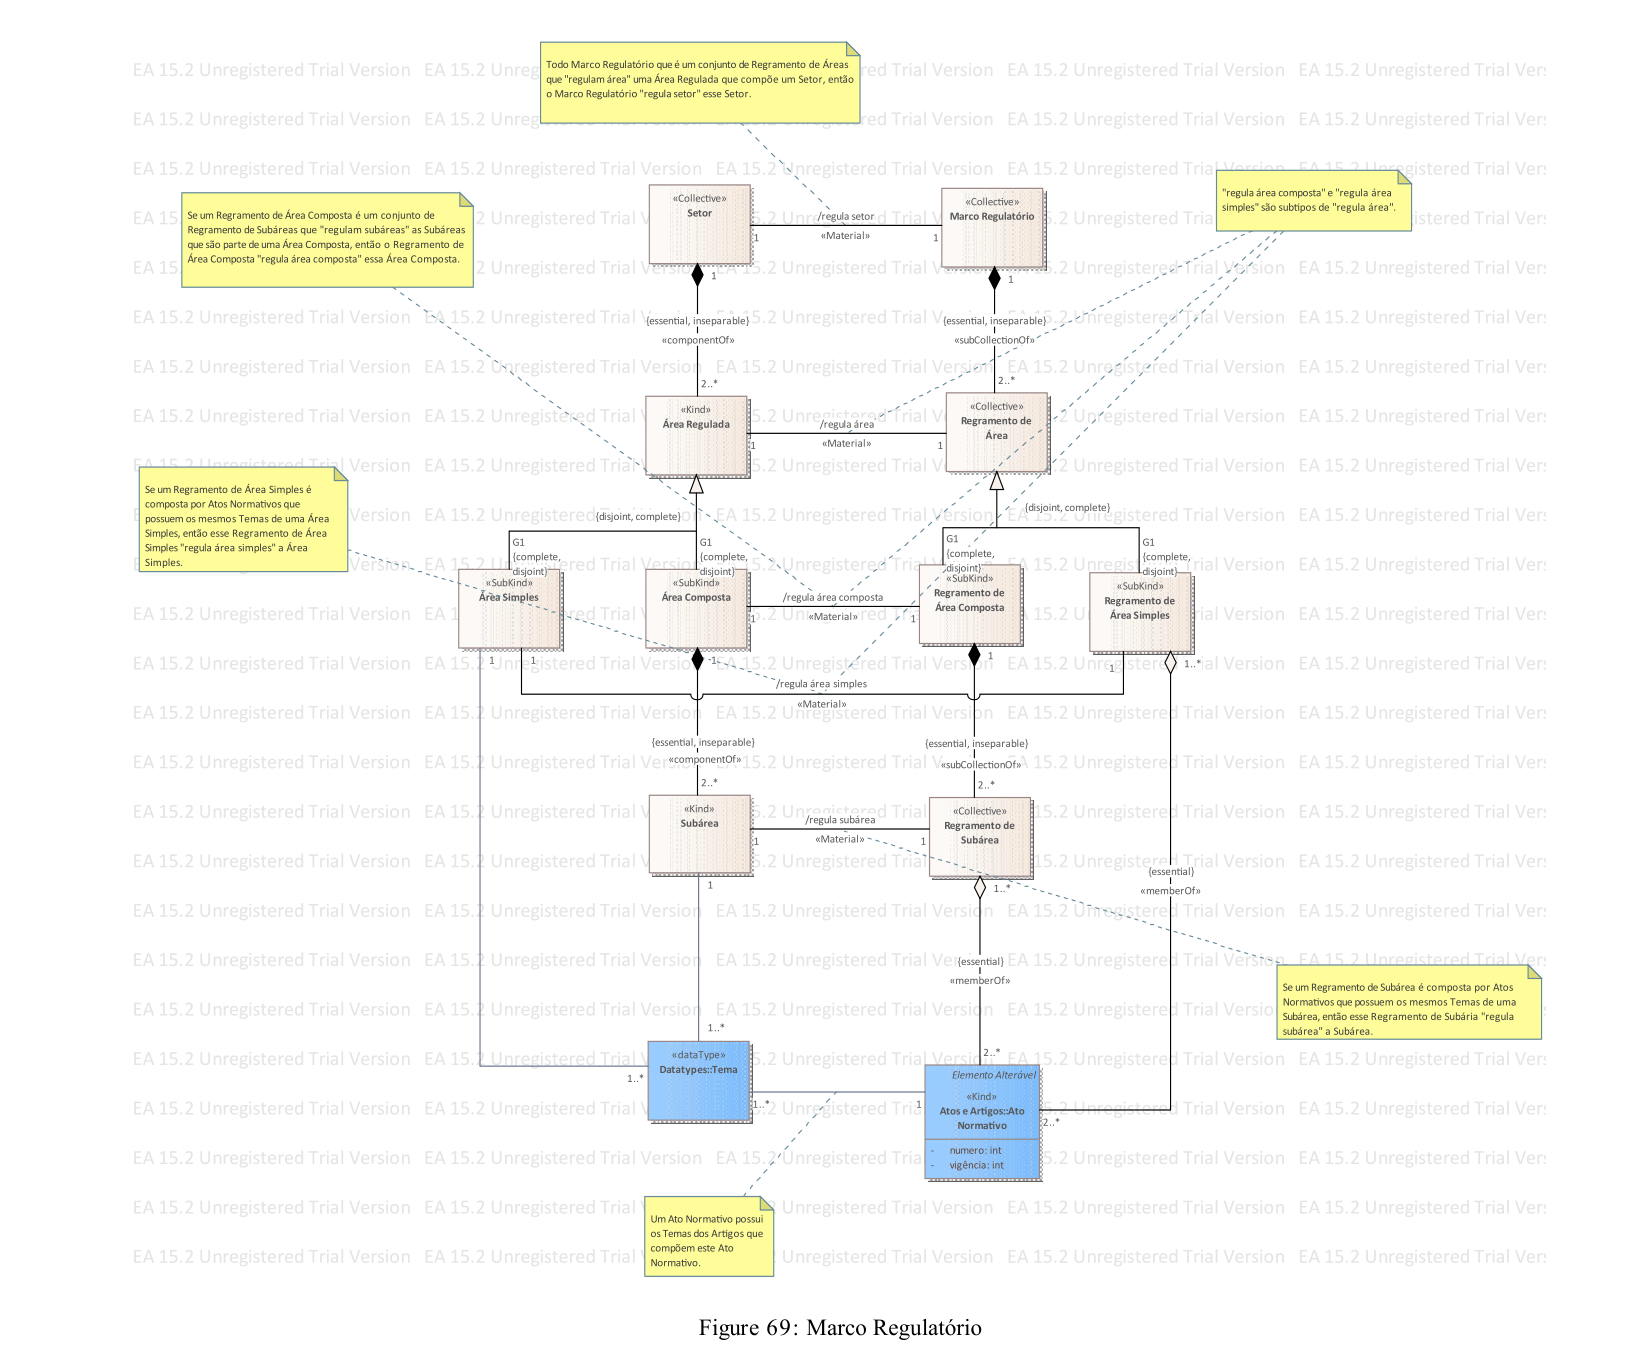 EA 15.2 Unregistered Trial Version
Todo Marco Regulatório que é um conjunto de Regramento de Áreas
que "regulam área" uma Área Regulada que compõe um Setor, então
o Marco Regulatório "regula setor" esse Setor.
Se um Regramento de Área Composta é um conjunto de
Regramento de Subáreas que "regulam subáreas" as Subáreas
que são parte de uma Área Composta, então o Regramento de
Área Composta "regula área composta" essa Área Composta.
"regula área composta" e "regula área
simples" são subtipos de "regula área".
«Collective»
Setor
/regula setor
«Material»
1
1
«Collective»
Marco Regulatório
1
1
{essential, inseparable}
«componentOf»
2..*
{essential, inseparable}
«subCollectionOf»
2..*
«Kind»
Área Regulada
/regula área
«Material»
1
1
«Collective»
Regramento de
Área
Se um Regramento de Área Simples é
composta por Atos Normativos que
possuem os mesmos Temas de uma Área
Simples, então esse Regramento de Área
Simples "regula área simples" a Área
Simples.
{disjoint, complete}
{disjoint, complete}
G1
{complete,
disjoint}
G1
{complete,
disjoint}
G1
{complete,
disjoint}
G1
{complete,
disjoint}
«SubKind»
Área Simples
«SubKind»
Área Composta
/regula área composta
«Material»
1
1
«SubKind»
Regramento de
Área Composta
«SubKind»
Regramento de
Área Simples
1
1
1
1
1
1..*
/regula área simples
«Material»
{essential, inseparable}
«componentOf»
2..*
{essential, inseparable}
«subCollectionOf»
2..*
«Kind»
Subárea
/regula subárea
«Material»
1
1
«Collective»
Regramento de
Subárea
1
1..*
{essential}
«memberOf»
{essential}
«memberOf»
Se um Regramento de Subárea é composta por Atos
Normativos que possuem os mesmos Temas de uma
Subárea, então esse Regramento de Subária "regula
subárea" a Subárea.
1..*
2..*
«dataType»
Datatypes::Tema
1..*
1..*
1
Elemento Alterável
«Kind»
Atos e Artigos::Ato
Normativo
- numero: int
- vigência: int
2..*
Um Ato Normativo possui
os Temas dos Artigos que
compõem este Ato
Normativo.
Figure 69: Marco Regulatório